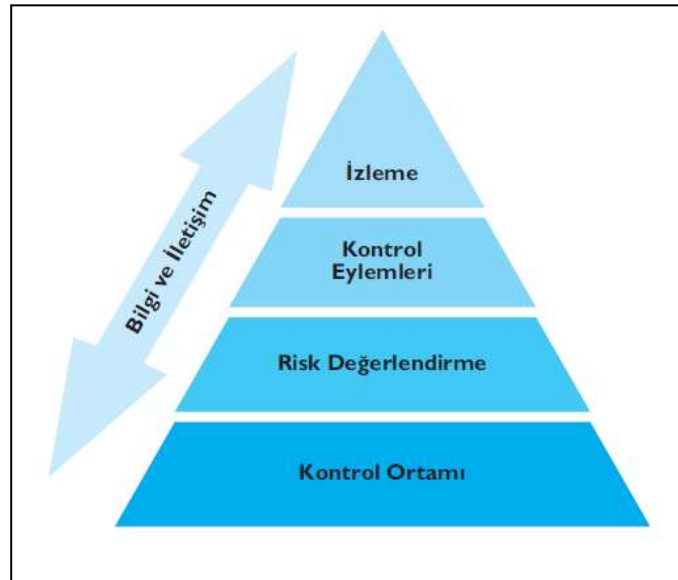 Bilgi ve İletişim
İzleme
Kontrol
Eylemleri
Risk Değerlendirme
Kontrol Ortamı